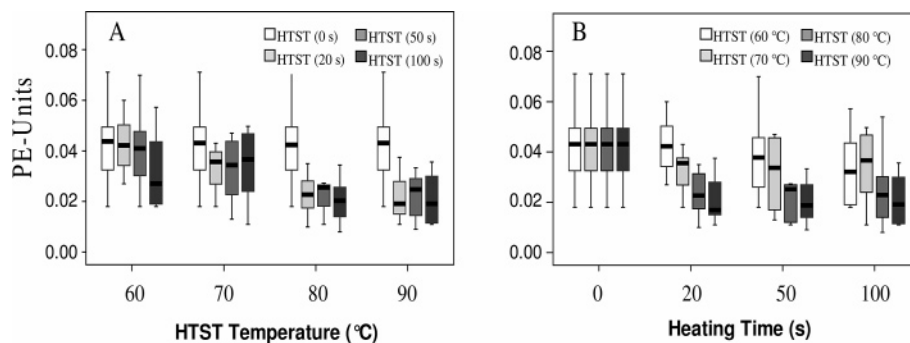 A
HTST (0 s)
HTST (20 s)
HTST (50 s)
HTST (100 s)
PE-Units
0.08
0.06
0.04
0.02
0.00
60
70
80
90
HTST Temperature (°C)
B
HTST (60 °C)
HTST (70 °C)
HTST (80 °C)
HTST (90 °C)
0.08
0.06
0.04
0.02
0.00
0
20
50
100
Heating Time (s)